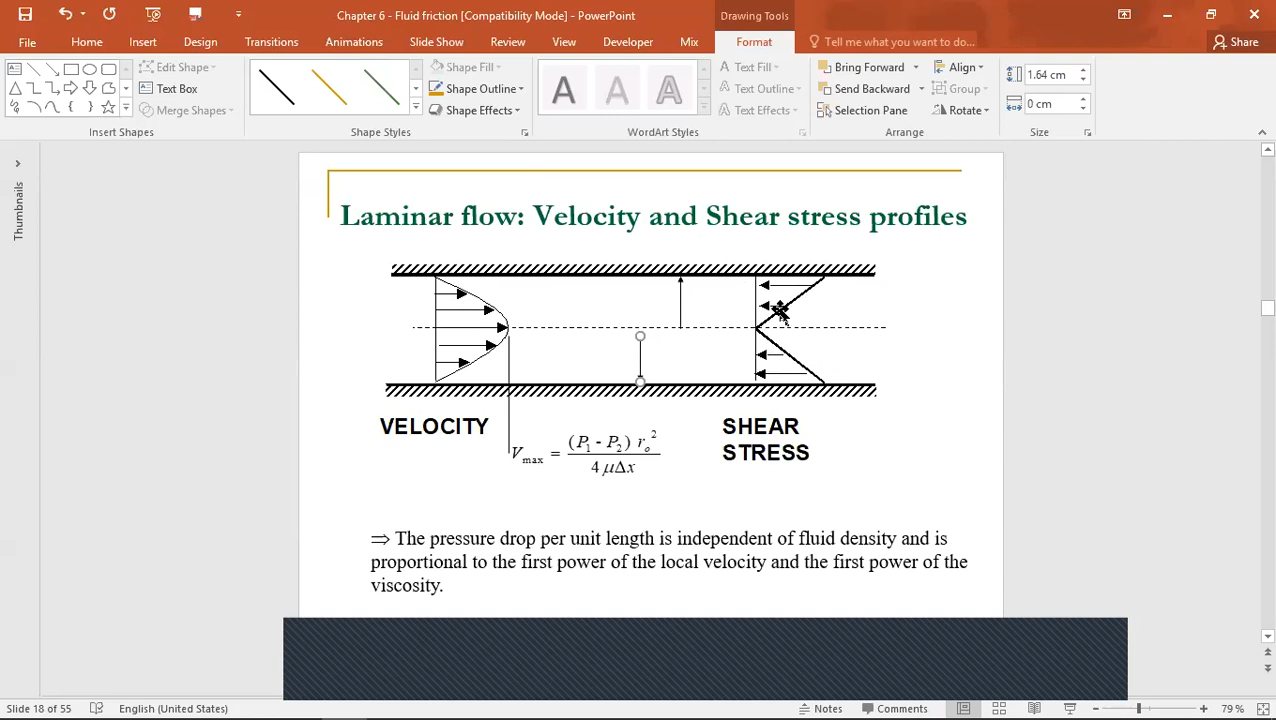 Chapter 6 - Fluid friction [Compatibility Mode] - PowerPoint
Drawing Tools
File Home Insert Design Transitions Animations Slide Show Review View Developer Mix Format Tell me what you want to do... Share
Edit Shape
Text Box
Merge Shapes
Insert Shapes
Shape Fill
Shape Outline
Shape Effects
Shape Styles
A A A
Text Fill
Text Outline
Text Effects
WordArt Styles
Bring Forward
Send Backward
Selection Pane
Align
Group
Rotate
Arrange
1.64 cm
0 cm
Size
Thumbnails
Laminar flow: Velocity and Shear stress profiles
VELOCITY
SHEAR
STRESS
V_max = (P_1 - P_2) r_o^2 / 4 μΔx
⇒ The pressure drop per unit length is independent of fluid density and is
proportional to the first power of the local velocity and the first power of the
viscosity.
Slide 18 of 55 English (United States) Notes Comments 79 %